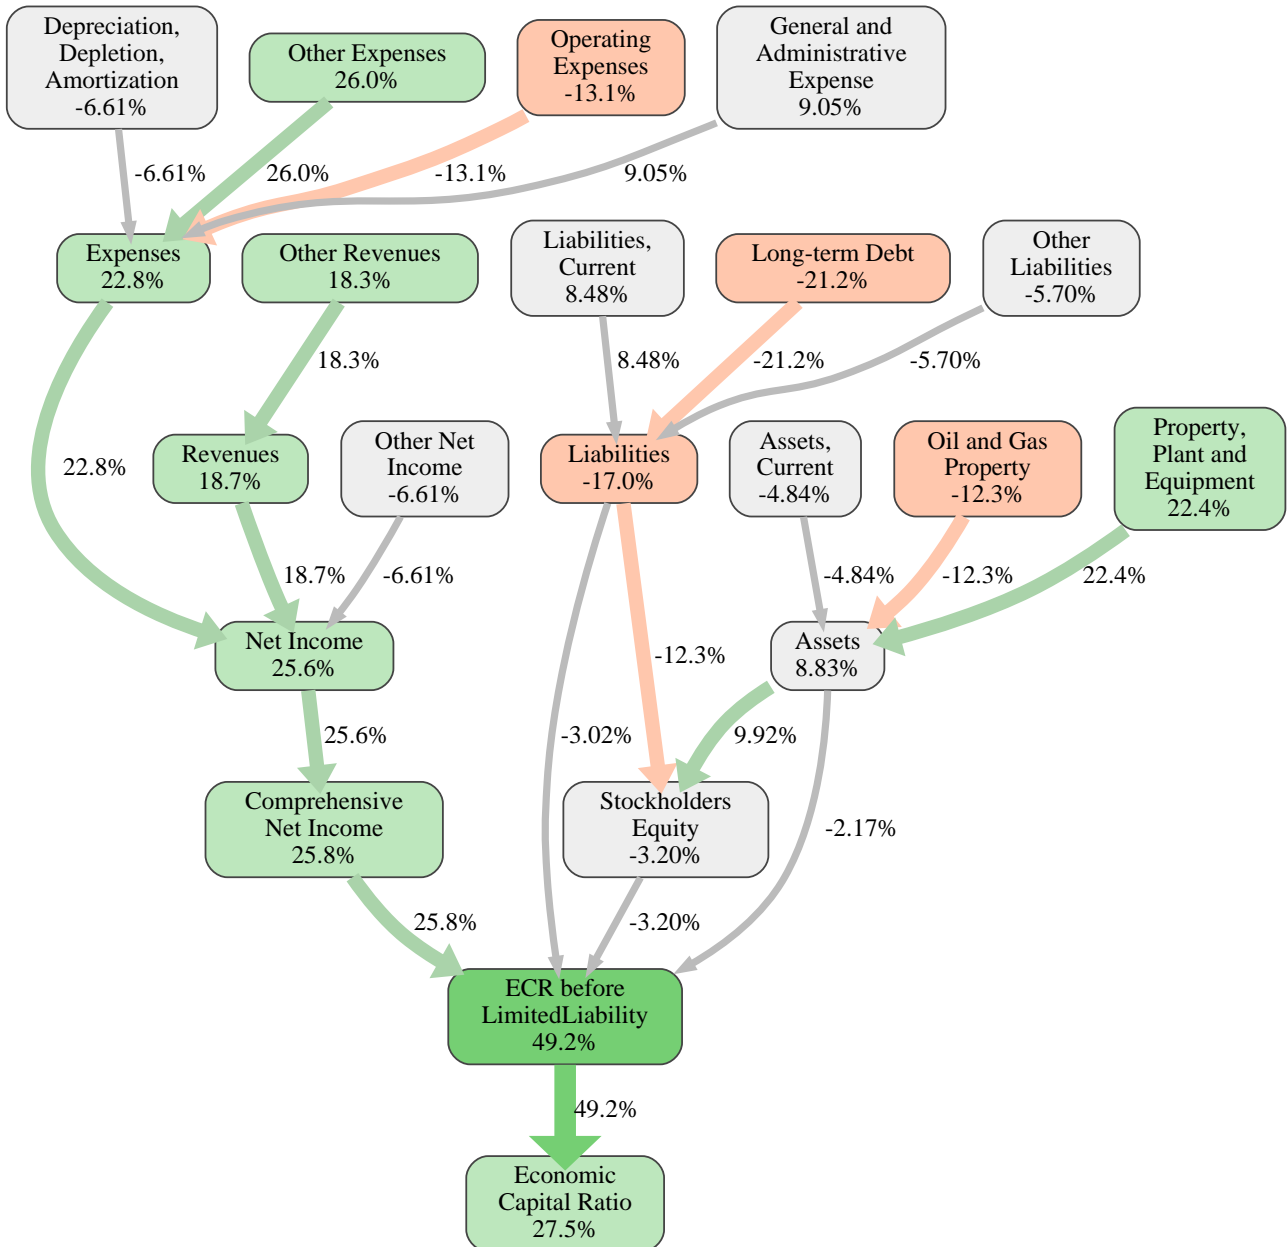 Depreciation,
Depletion,
Amortization
-6.61%
Other Expenses
26.0%
Operating
Expenses
-13.1%
General and
Administrative
Expense
9.05%
-6.61%
26.0%
-13.1%
9.05%
Expenses
22.8%
Other Revenues
18.3%
Liabilities,
Current
8.48%
Long-term Debt
-21.2%
Other
Liabilities
-5.70%
18.3%
8.48%
-21.2%
-5.70%
22.8%
Revenues
18.7%
Other Net
Income
-6.61%
Liabilities
-17.0%
Assets,
Current
-4.84%
Oil and Gas
Property
-12.3%
Property,
Plant and
Equipment
22.4%
18.7%
-6.61%
-4.84%
-12.3%
22.4%
Net Income
25.6%
-12.3%
Assets
8.83%
25.6%
-3.02%
9.92%
-2.17%
Comprehensive
Net Income
25.8%
Stockholders
Equity
-3.20%
25.8%
-3.20%
ECR before
LimitedLiability
49.2%
49.2%
Economic
Capital Ratio
27.5%